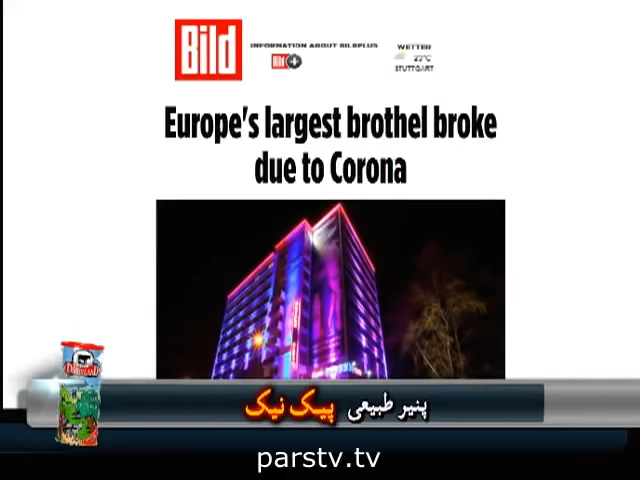 Bild
INFORMATION ABOUT BILDPLUS
Bild+
WETTER
23°C
STUTTGART
Europe's largest brothel broke
due to Corona
پنیر طبیعی پیک نیک
parstv.tv